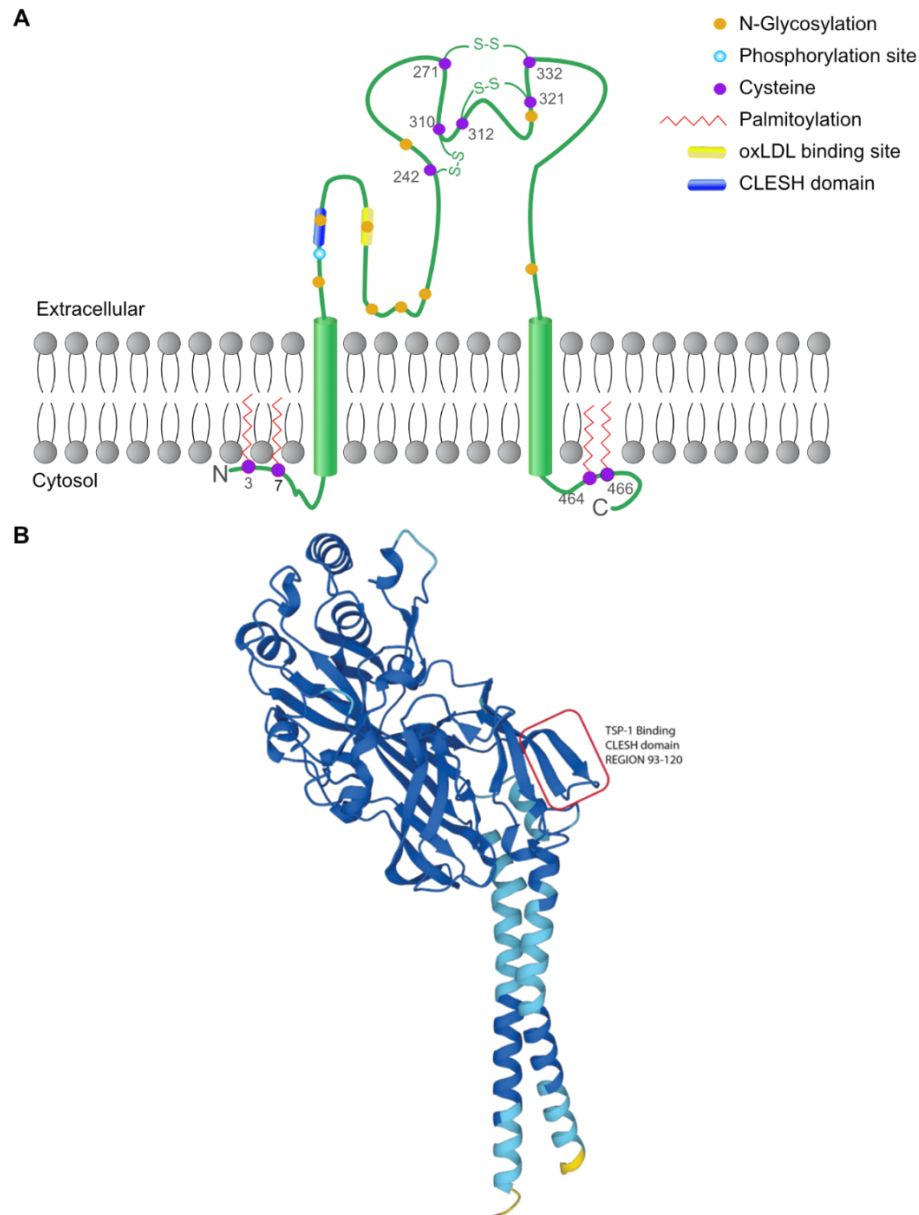 A
N-Glycosylation
Phosphorylation site
Cysteine
Palmitoylation
oxLDL binding site
CLESH domain
S-S
271
332
S-S
321
310
312
S-S
242
Extracellular
Cytosol
N
3
7
464
466
C
B
TSP-1 Binding
CLESH domain
REGION 93-120